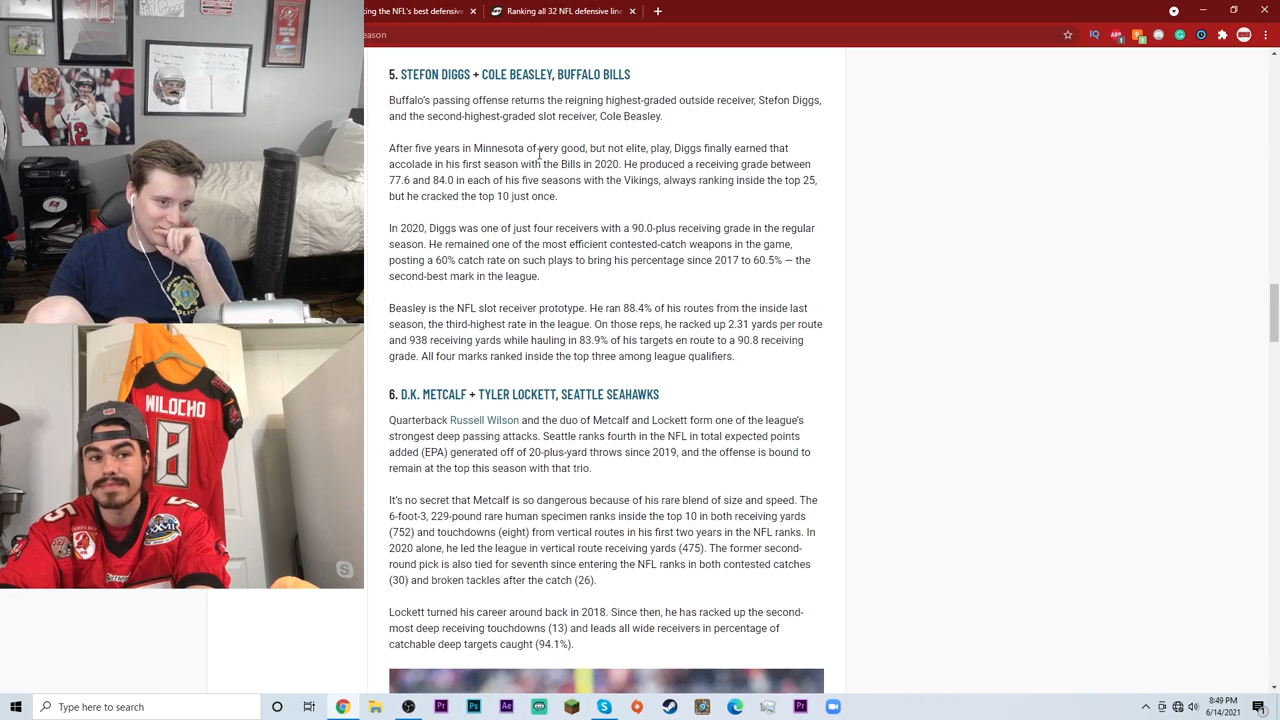 king the NFL's best defensive
Ranking all 32 NFL defensive line
eason
5. STEFON DIGGS + COLE BEASLEY, BUFFALO BILLS
Buffalo's passing offense returns the reigning highest-graded outside receiver, Stefon Diggs,
and the second-highest-graded slot receiver, Cole Beasley.
After five years in Minnesota of very good, but not elite, play, Diggs finally earned that
accolade in his first season with the Bills in 2020. He produced a receiving grade between
77.6 and 84.0 in each of his five seasons with the Vikings, always ranking inside the top 25,
but he cracked the top 10 just once.
In 2020, Diggs was one of just four receivers with a 90.0-plus receiving grade in the regular
season. He remained one of the most efficient contested-catch weapons in the game,
posting a 60% catch rate on such plays to bring his percentage since 2017 to 60.5% — the
second-best mark in the league.
Beasley is the NFL slot receiver prototype. He ran 88.4% of his routes from the inside last
season, the third-highest rate in the league. On those reps, he racked up 2.31 yards per route
and 938 receiving yards while hauling in 83.9% of his targets en route to a 90.8 receiving
grade. All four marks ranked inside the top three among league qualifiers.
6. D.K. METCALF + TYLER LOCKETT, SEATTLE SEAHAWKS
Quarterback Russell Wilson and the duo of Metcalf and Lockett form one of the league's
strongest deep passing attacks. Seattle ranks fourth in the NFL in total expected points
added (EPA) generated off of 20-plus-yard throws since 2019, and the offense is bound to
remain at the top this season with that trio.
It's no secret that Metcalf is so dangerous because of his rare blend of size and speed. The
6-foot-3, 229-pound rare human specimen ranks inside the top 10 in both receiving yards
(752) and touchdowns (eight) from vertical routes in his first two years in the NFL ranks. In
2020 alone, he led the league in vertical route receiving yards (475). The former second-
round pick is also tied for seventh since entering the NFL ranks in both contested catches
(30) and broken tackles after the catch (26).
Lockett turned his career around back in 2018. Since then, he has racked up the second-
most deep receiving touchdowns (13) and leads all wide receivers in percentage of
catchable deep targets caught (94.1%).
12
WILOCHO
8
5
Type here to search
8:49 PM
6/14/2021